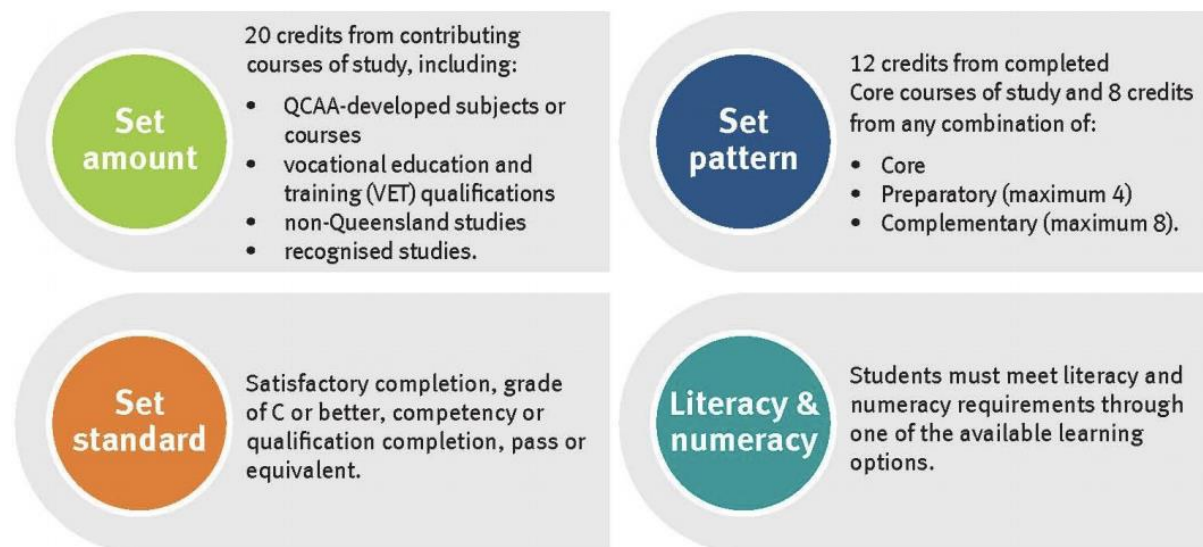 Set
amount
20 credits from contributing
courses of study, including:
• QCAA-developed subjects or
courses
• vocational education and
training (VET) qualifications
• non-Queensland studies
• recognised studies.
Set
pattern
12 credits from completed
Core courses of study and 8 credits
from any combination of:
• Core
• Preparatory (maximum 4)
• Complementary (maximum 8).
Set
standard
Satisfactory completion, grade
of C or better, competency or
qualification completion, pass or
equivalent.
Literacy &
numeracy
Students must meet literacy and
numeracy requirements through
one of the available learning
options.